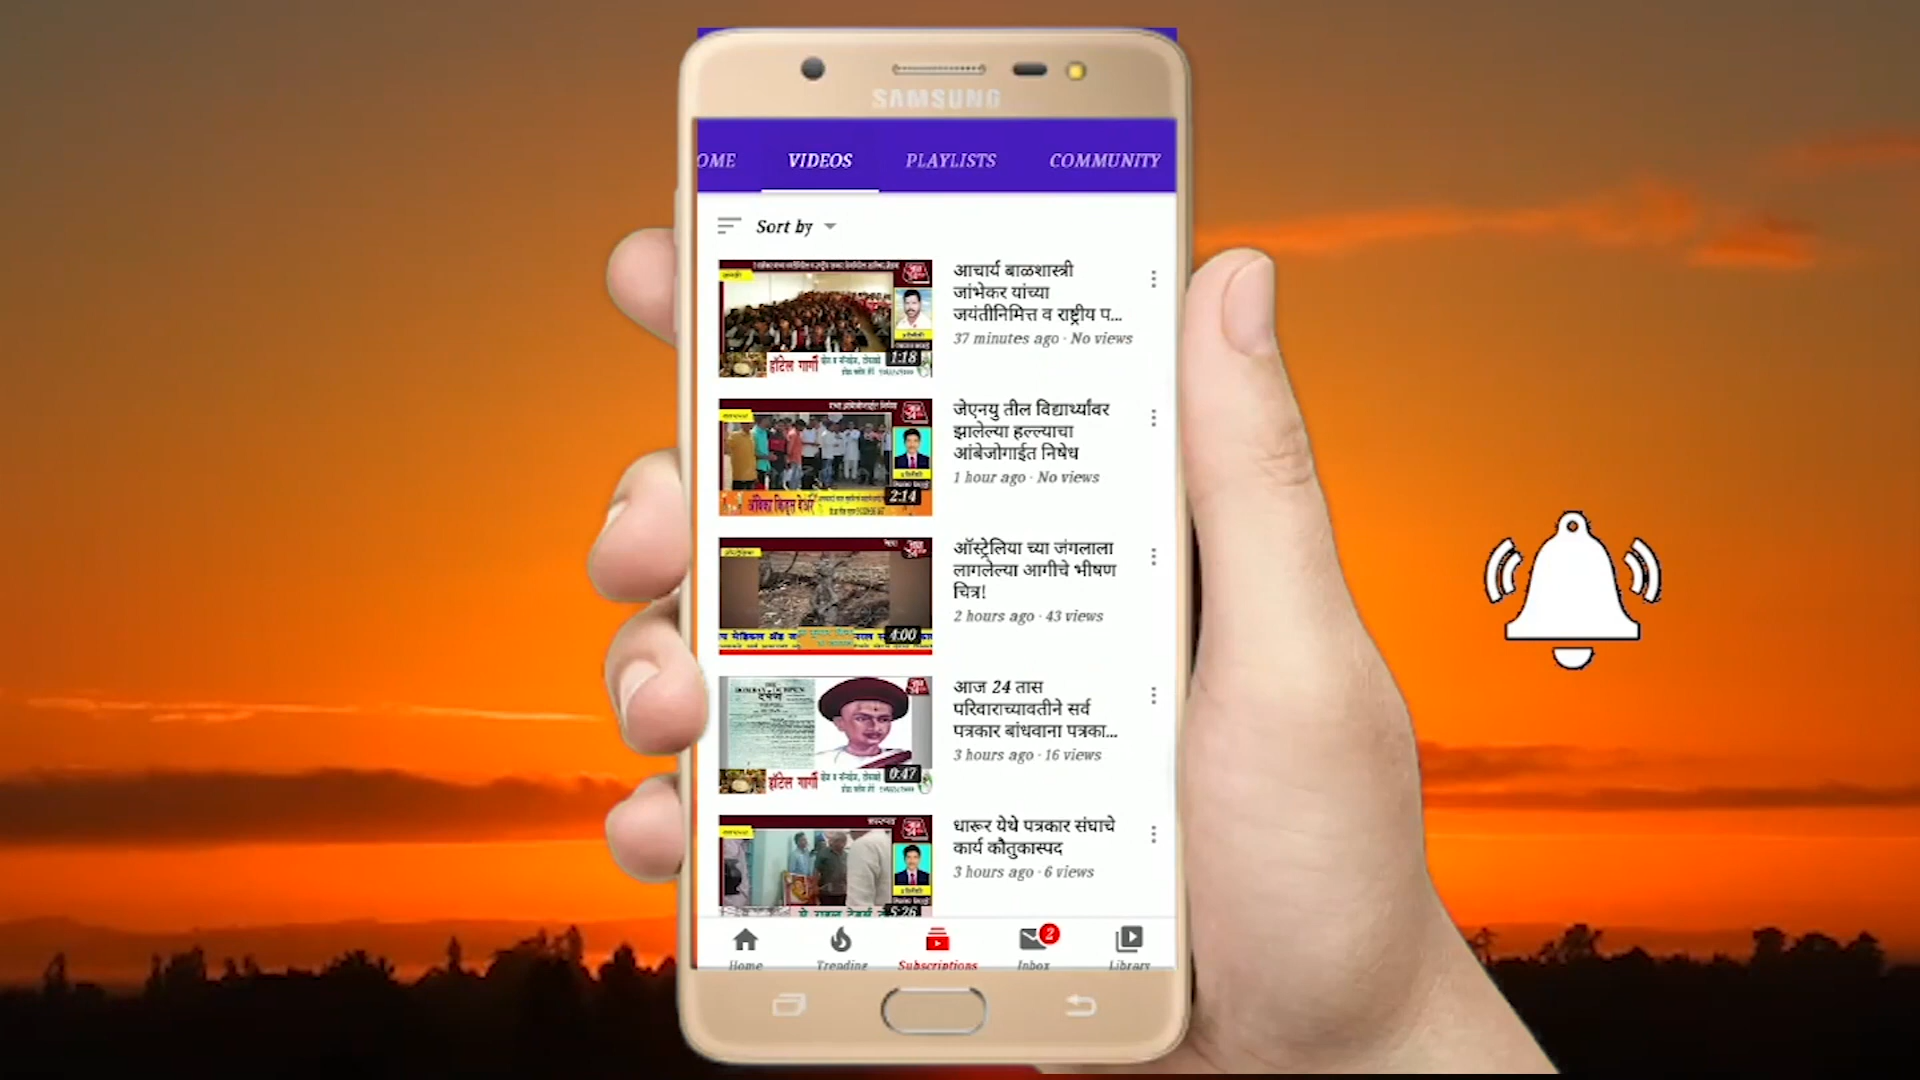 SAMSUNG
OME VIDEOS PLAYLISTS COMMUNITY
Sort by
आचार्य बाळशास्त्री
जांभेकर यांच्या
जयंतीनिमित्त व राष्ट्रीय प...
37 minutes ago · No views
हॉटेल गार्गी
1:18
जेएनयु तील विद्यार्थ्यांवर
झालेल्या हल्ल्याचा
आंबेजोगाईत निषेध
1 hour ago · No views
2:14
ऑस्ट्रेलिया च्या जंगलाला
लागलेल्या आगीचे भीषण
चित्र!
2 hours ago · 43 views
4:00
आज 24 तास
परिवाराच्यावतीने सर्व
पत्रकार बांधवाना पत्रका...
3 hours ago · 16 views
हॉटेल गार्गी
0:47
धारूर येथे पत्रकार संघाचे
कार्य कौतुकास्पद
3 hours ago · 6 views
5:26
2
Home Trending Subscriptions Inbox Library